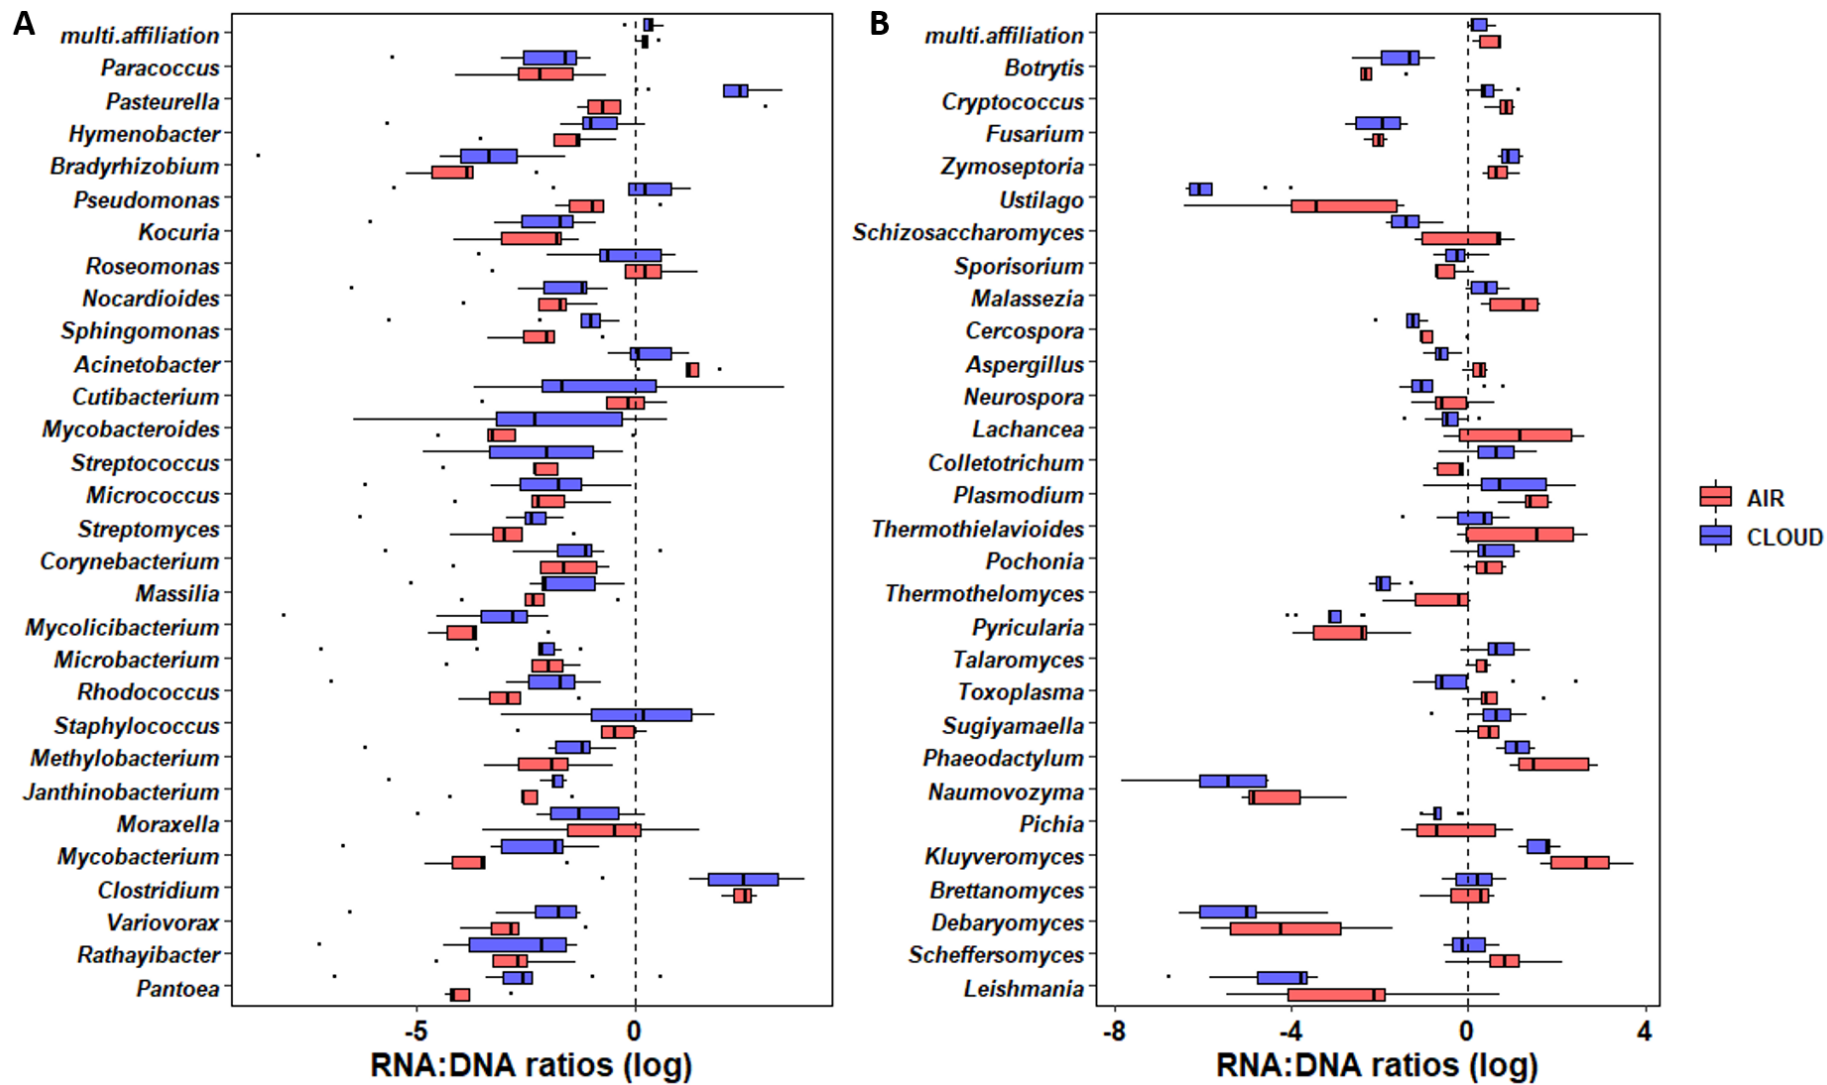 A
multi.affiliation
Paracoccus
Pasteurella
Hymenobacter
Bradyrhizobium
Pseudomonas
Kocuria
Roseomonas
Nocardioides
Sphingomonas
Acinetobacter
Cutibacterium
Mycobacteroides
Streptococcus
Micrococcus
Streptomyces
Corynebacterium
Massilia
Mycolicibacterium
Microbacterium
Rhodococcus
Staphylococcus
Methylobacterium
Janthinobacterium
Moraxella
Mycobacterium
Clostridium
Variovorax
Rathayibacter
Pantoea
-5 0
RNA:DNA ratios (log)
B
multi.affiliation
Botrytis
Cryptococcus
Fusarium
Zymoseptoria
Ustilago
Schizosaccharomyces
Sporisorium
Malassezia
Cercospora
Aspergillus
Neurospora
Lachancea
Colletotrichum
Plasmodium
Thermothielavioides
Pochonia
Thermothelomyces
Pyricularia
Talaromyces
Toxoplasma
Sugiyamaella
Phaeodactylum
Naumovozyma
Pichia
Kluyveromyces
Brettanomyces
Debaryomyces
Scheffersomyces
Leishmania
-8 -4 0 4
RNA:DNA ratios (log)
AIR
CLOUD